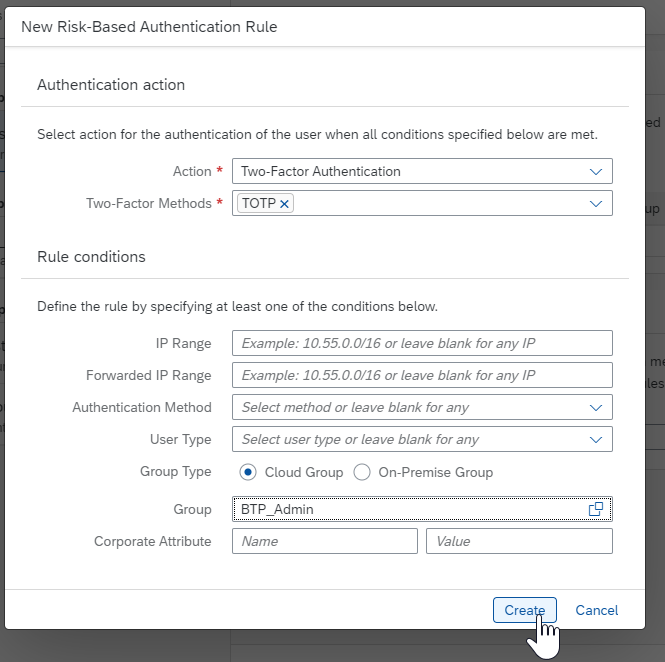 New Risk-Based Authentication Rule
Authentication action
Select action for the authentication of the user when all conditions specified below are met.
Action * Two-Factor Authentication
Two-Factor Methods * TOTP
Rule conditions
Define the rule by specifying at least one of the conditions below.
IP Range Example: 10.55.0.0/16 or leave blank for any IP
Forwarded IP Range Example: 10.55.0.0/16 or leave blank for any IP
Authentication Method Select method or leave blank for any
User Type Select user type or leave blank for any
Group Type Cloud Group On-Premise Group
Group BTP_Admin
Corporate Attribute Name Value
Create Cancel